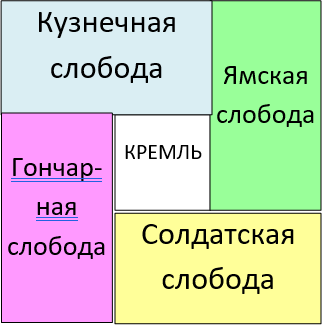 Кузнечная
слобода
Ямская
слобода
КРЕМЛЬ
Гончар-
ная
слобода
Солдатская
слобода